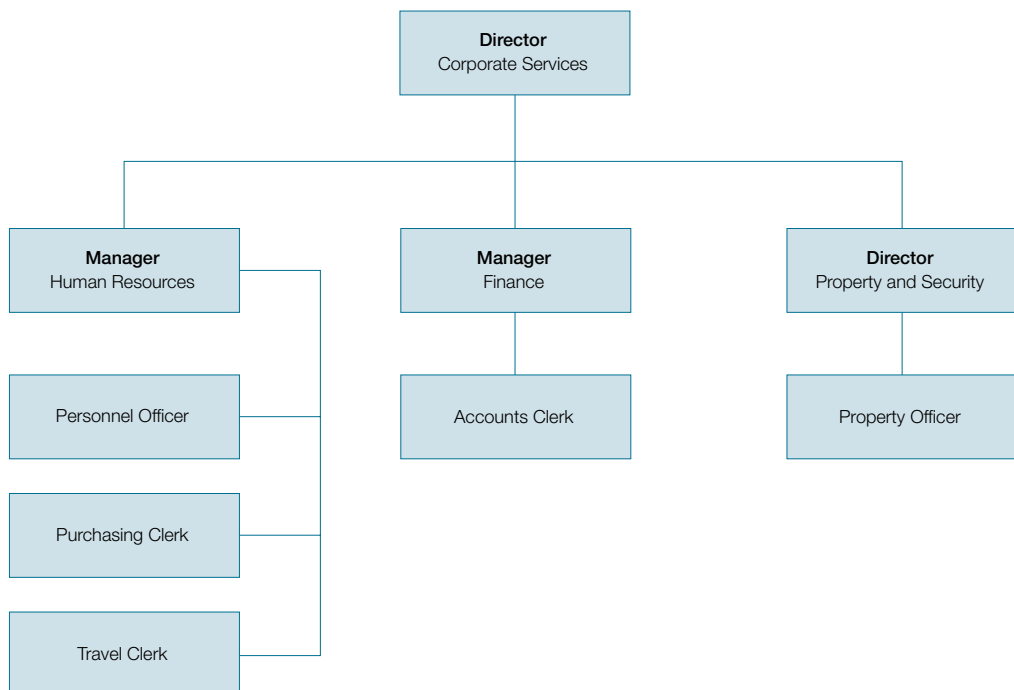 Director
Corporate Services
Manager
Human Resources
Manager
Finance
Director
Property and Security
Personnel Officer
Accounts Clerk
Property Officer
Purchasing Clerk
Travel Clerk